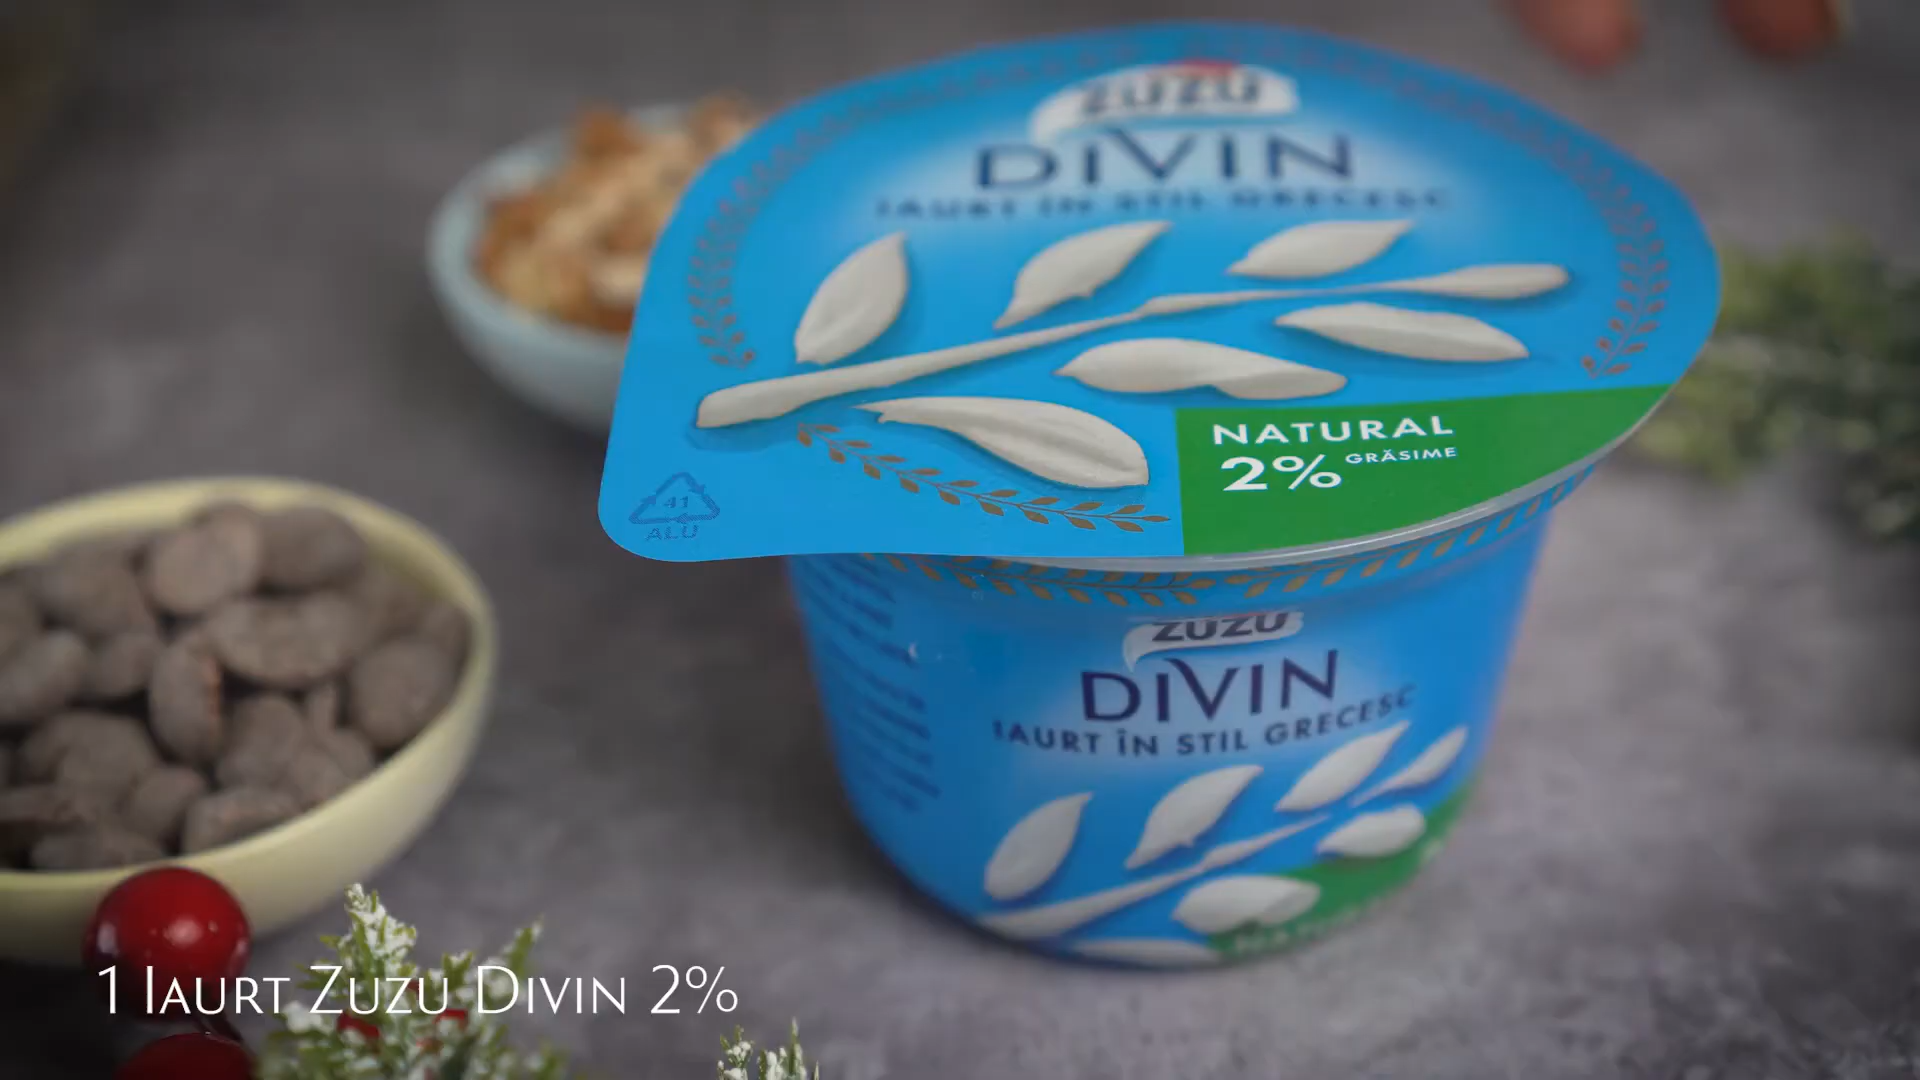 ZUZU
DIVIN
IAURT ÎN STIL GRECESC
NATURAL
2% GRĂSIME
41
ALU
ZUZU
DIVIN
IAURT ÎN STIL GRECESC
1 Iaurt Zuzu Divin 2%